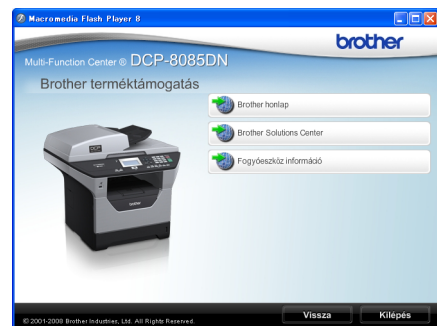 Macromedia Flash Player 8
brother
Multi-Function Center ® DCP-8085DN
Brother terméktámogatás
Brother honlap
Brother Solutions Center
Fogyóeszköz információ
© 2001-2008 Brother Industries, Ltd. All Rights Reserved.
Vissza
Kilépés